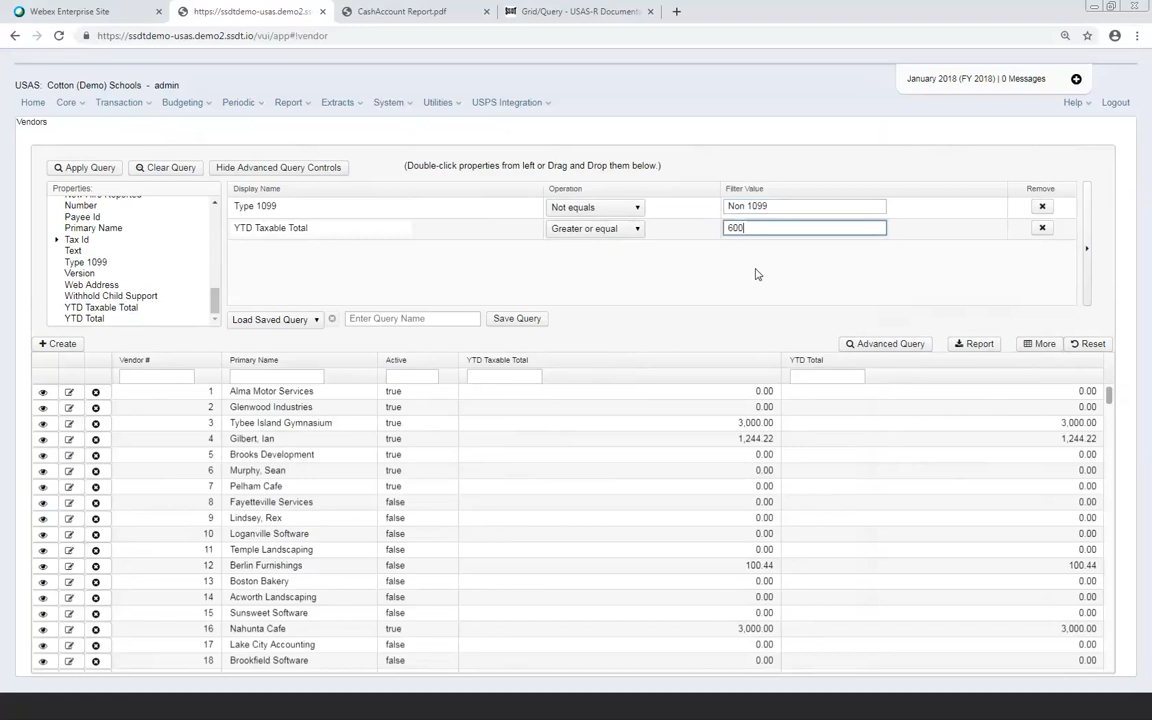 Webex Enterprise Site
https://ssdtdemo-usas.demo2.ss
CashAccount Report.pdf
Grid/Query - USAS-R Documenta
https://ssdtdemo-usas.demo2.ssdt.io/vui/app#!vendor
USAS: Cotton (Demo) Schools - admin
January 2018 (FY 2018) | 0 Messages
Home Core Transaction Budgeting Periodic Report Extracts System Utilities USPS Integration Help Logout
Vendors
Apply Query Clear Query Hide Advanced Query Controls (Double-click properties from left or Drag and Drop them below.)
Properties:
Number
Payee Id
Primary Name
Tax Id
Text
Type 1099
Version
Web Address
Withhold Child Support
YTD Taxable Total
YTD Total
Display Name Operation Filter Value Remove
Type 1099 Not equals Non 1099
YTD Taxable Total Greater or equal 600
Load Saved Query Enter Query Name Save Query
Create Advanced Query Report More Reset
Vendor # Primary Name Active YTD Taxable Total YTD Total
1 Alma Motor Services true 0.00 0.00
2 Glenwood Industries true 0.00 0.00
3 Tybee Island Gymnasium true 3,000.00 3,000.00
4 Gilbert, Ian true 1,244.22 1,244.22
5 Brooks Development true 0.00 0.00
6 Murphy, Sean true 0.00 0.00
7 Pelham Cafe true 0.00 0.00
8 Fayetteville Services false 0.00 0.00
9 Lindsey, Rex false 0.00 0.00
10 Loganville Software false 0.00 0.00
11 Temple Landscaping false 0.00 0.00
12 Berlin Furnishings false 100.44 100.44
13 Boston Bakery false 0.00 0.00
14 Acworth Landscaping false 0.00 0.00
15 Sunsweet Software false 0.00 0.00
16 Nahunta Cafe true 3,000.00 3,000.00
17 Lake City Accounting false 0.00 0.00
18 Brookfield Software false 0.00 0.00